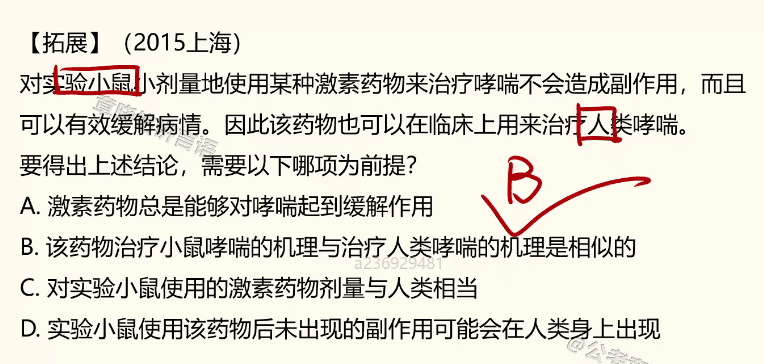 【拓展】（2015上海）
对实验小鼠小剂量地使用某种激素药物来治疗哮喘不会造成副作用，而且
可以有效缓解病情。因此该药物也可以在临床上用来治疗人类哮喘。
要得出上述结论，需要以下哪项为前提？
A. 激素药物总是能够对哮喘起到缓解作用
B
B. 该药物治疗小鼠哮喘的机理与治疗人类哮喘的机理是相似的
a236929481
C. 对实验小鼠使用的激素药物剂量与人类相当
D. 实验小鼠使用该药物后未出现的副作用可能会在人类身上出现